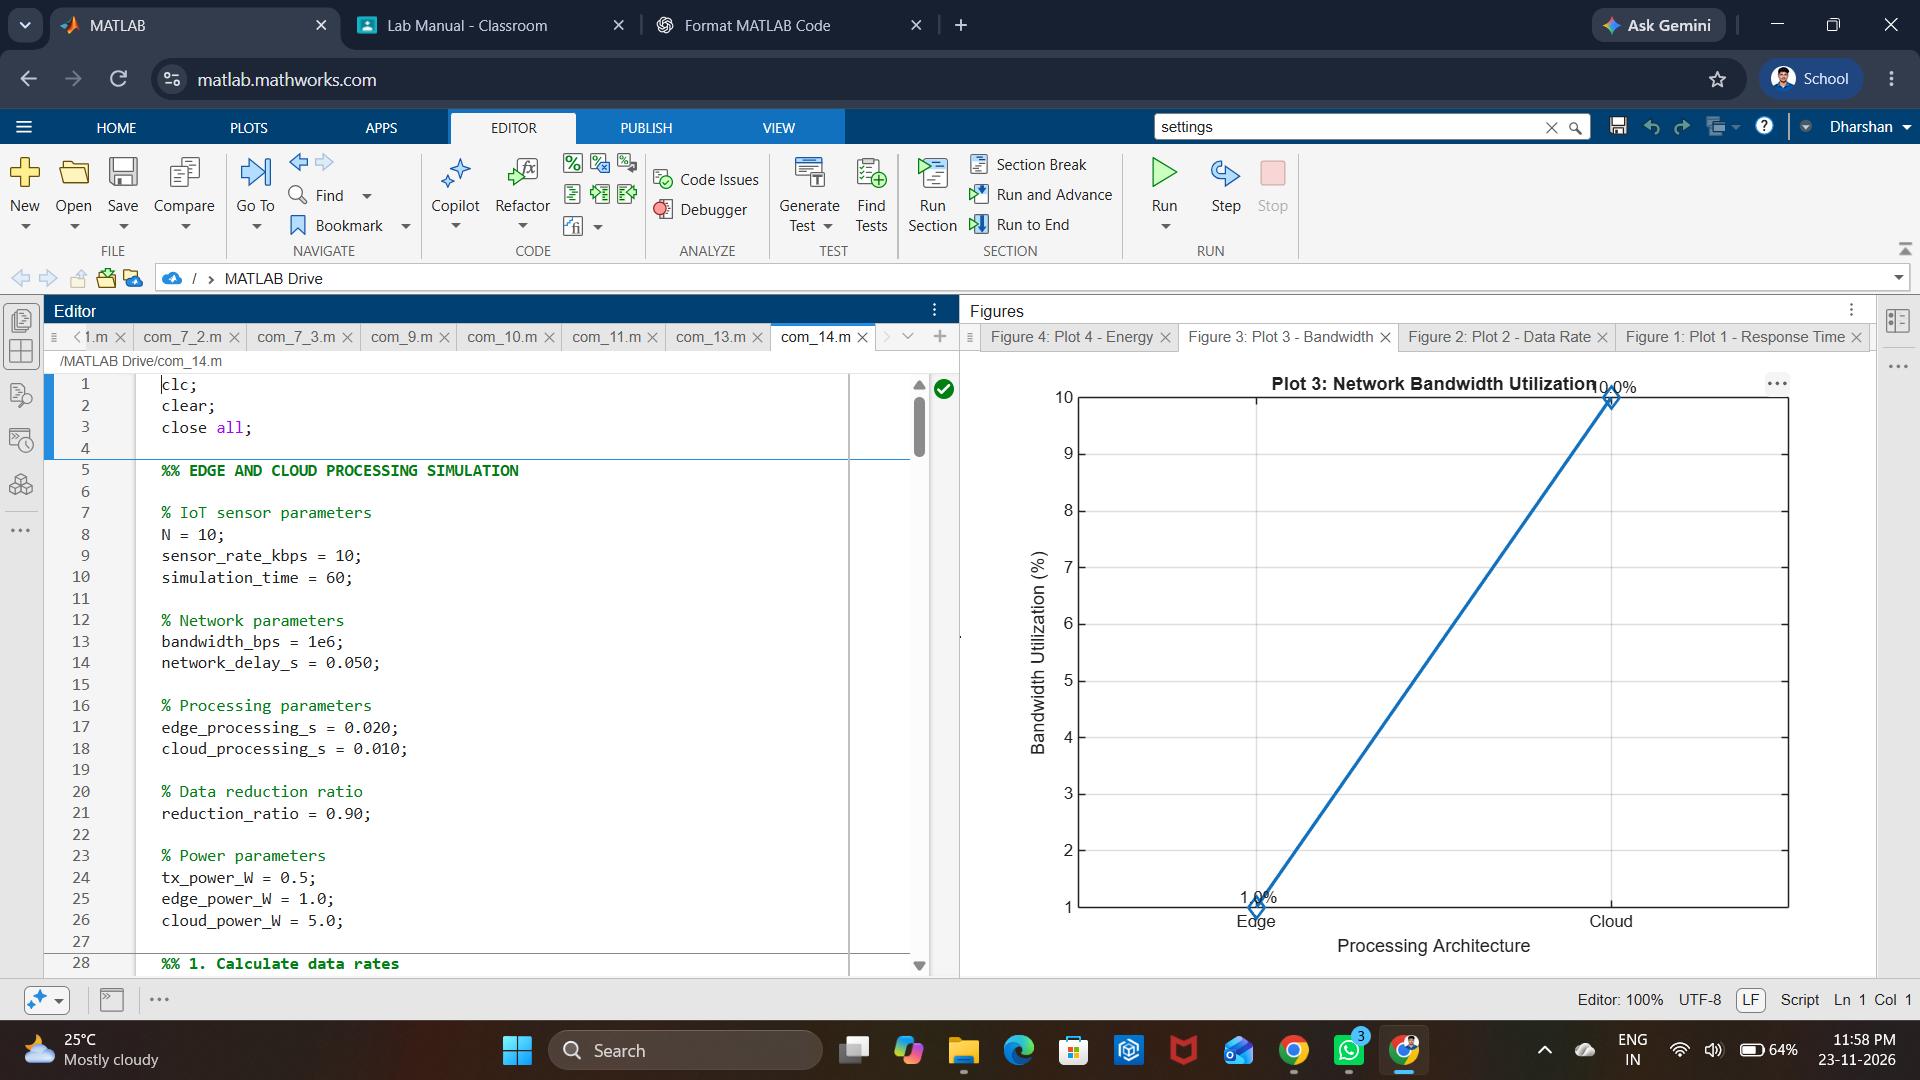 MATLAB
Lab Manual - Classroom
Format MATLAB Code
Ask Gemini
matlab.mathworks.com
School
HOME
PLOTS
APPS
EDITOR
PUBLISH
VIEW
settings
Dharshan
New
Open
Save
Compare
Go To
Find
Bookmark
Copilot
Refactor
Code Issues
Debugger
Generate
Test
Find
Tests
Run
Section
Section Break
Run and Advance
Run to End
Run
Step
Stop
FILE
NAVIGATE
CODE
ANALYZE
TEST
SECTION
RUN
/ › MATLAB Drive
Editor
1.m
com_7_2.m
com_7_3.m
com_9.m
com_10.m
com_11.m
com_13.m
com_14.m
/MATLAB Drive/com_14.m
1 clc;
2 clear;
3 close all;
4
5 %% EDGE AND CLOUD PROCESSING SIMULATION
6
7 % IoT sensor parameters
8 N = 10;
9 sensor_rate_kbps = 10;
10 simulation_time = 60;
11
12 % Network parameters
13 bandwidth_bps = 1e6;
14 network_delay_s = 0.050;
15
16 % Processing parameters
17 edge_processing_s = 0.020;
18 cloud_processing_s = 0.010;
19
20 % Data reduction ratio
21 reduction_ratio = 0.90;
22
23 % Power parameters
24 tx_power_W = 0.5;
25 edge_power_W = 1.0;
26 cloud_power_W = 5.0;
27
28 %% 1. Calculate data rates
Figures
Figure 4: Plot 4 - Energy
Figure 3: Plot 3 - Bandwidth
Figure 2: Plot 2 - Data Rate
Figure 1: Plot 1 - Response Time
Plot 3: Network Bandwidth Utilization
10.0%
10
9
8
7
6
5
4
3
2
1
Bandwidth Utilization (%)
1.0%
Edge
Cloud
Processing Architecture
Editor: 100%
UTF-8
LF
Script
Ln 1 Col 1
25°C
Mostly cloudy
Search
3
ENG
IN
64%
11:58 PM
23-11-2026